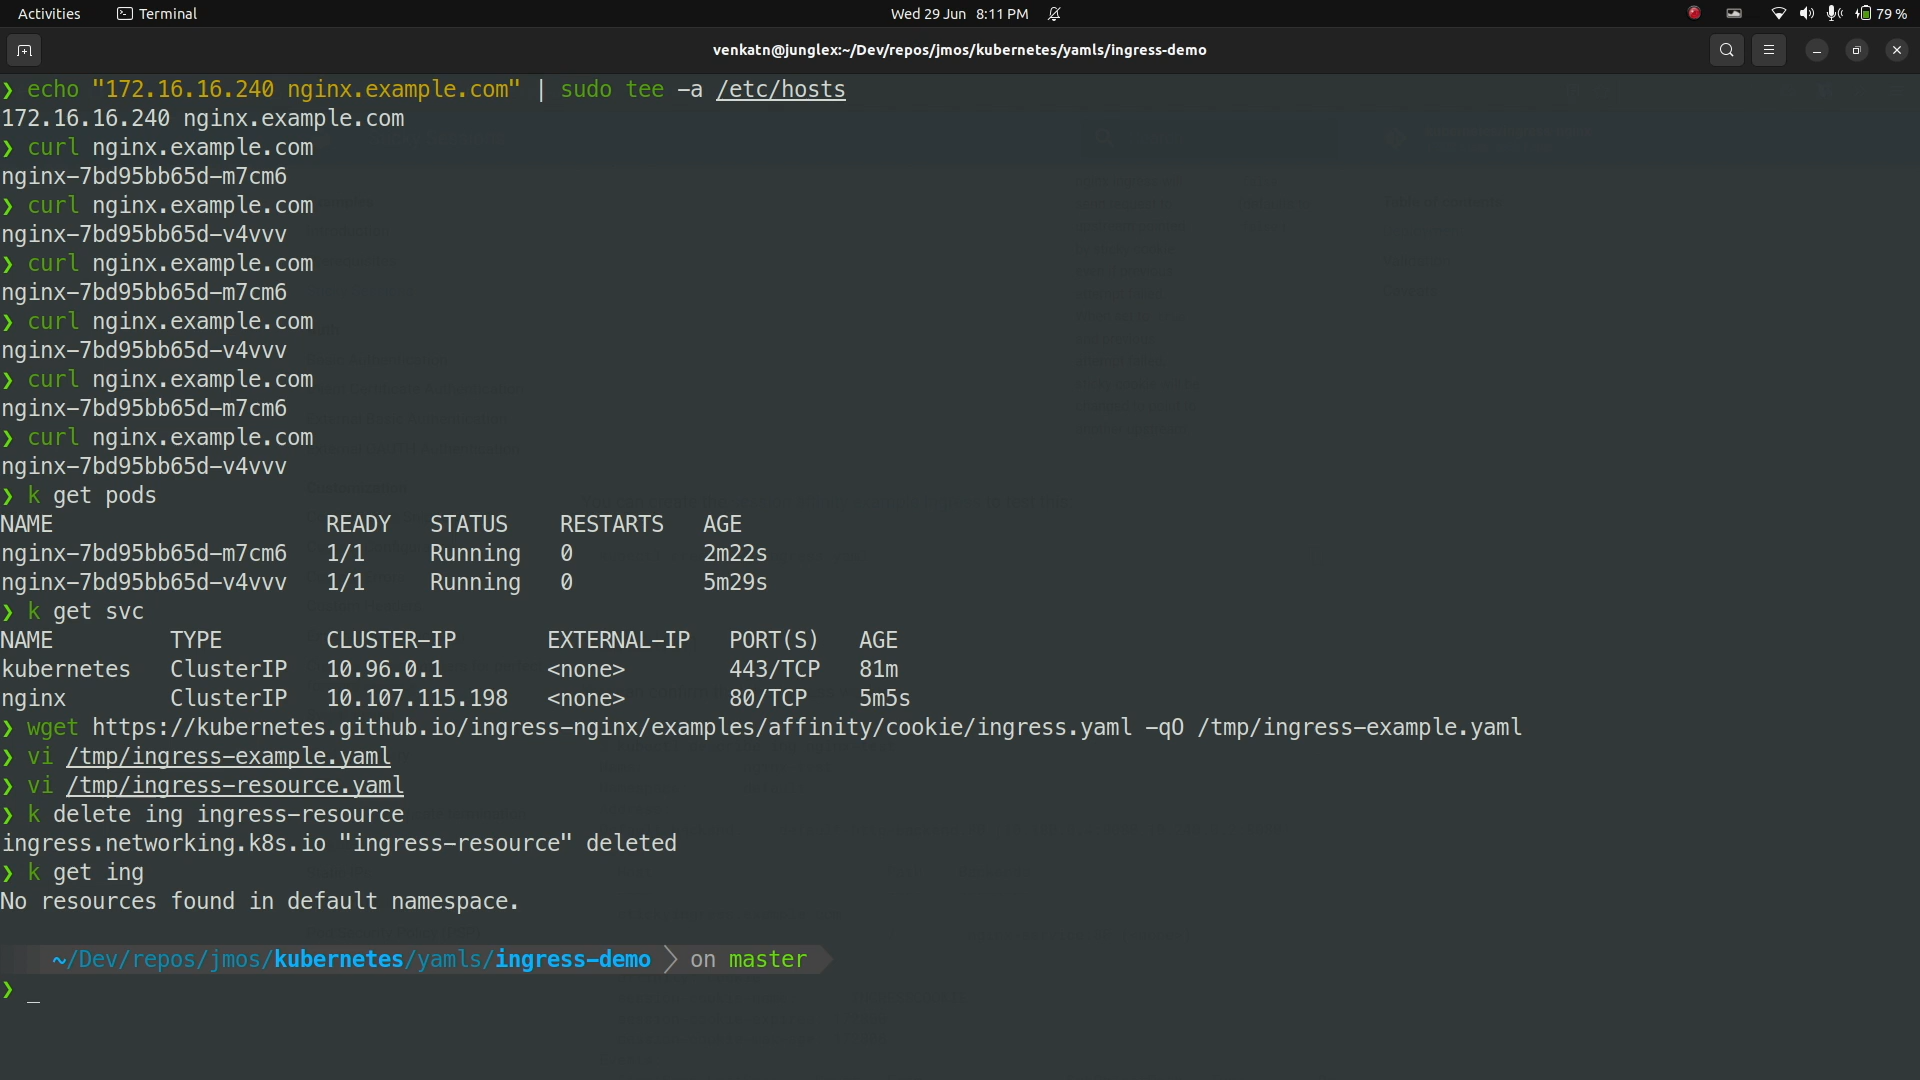 Activities Terminal Wed 29 Jun 8:11 PM 79 %
venkatn@junglex:~/Dev/repos/jmos/kubernetes/yamls/ingress-demo
❯ echo "172.16.16.240 nginx.example.com" | sudo tee -a /etc/hosts
172.16.16.240 nginx.example.com
❯ curl nginx.example.com
nginx-7bd95bb65d-m7cm6
❯ curl nginx.example.com
nginx-7bd95bb65d-v4vvv
❯ curl nginx.example.com
nginx-7bd95bb65d-m7cm6
❯ curl nginx.example.com
nginx-7bd95bb65d-v4vvv
❯ curl nginx.example.com
nginx-7bd95bb65d-m7cm6
❯ curl nginx.example.com
nginx-7bd95bb65d-v4vvv
❯ k get pods
NAME READY STATUS RESTARTS AGE
nginx-7bd95bb65d-m7cm6 1/1 Running 0 2m22s
nginx-7bd95bb65d-v4vvv 1/1 Running 0 5m29s
❯ k get svc
NAME TYPE CLUSTER-IP EXTERNAL-IP PORT(S) AGE
kubernetes ClusterIP 10.96.0.1 <none> 443/TCP 81m
nginx ClusterIP 10.107.115.198 <none> 80/TCP 5m5s
❯ wget https://kubernetes.github.io/ingress-nginx/examples/affinity/cookie/ingress.yaml -qO /tmp/ingress-example.yaml
❯ vi /tmp/ingress-example.yaml
❯ vi /tmp/ingress-resource.yaml
❯ k delete ing ingress-resource
ingress.networking.k8s.io "ingress-resource" deleted
❯ k get ing
No resources found in default namespace.
~/Dev/repos/jmos/kubernetes/yamls/ingress-demo on master
❯ _